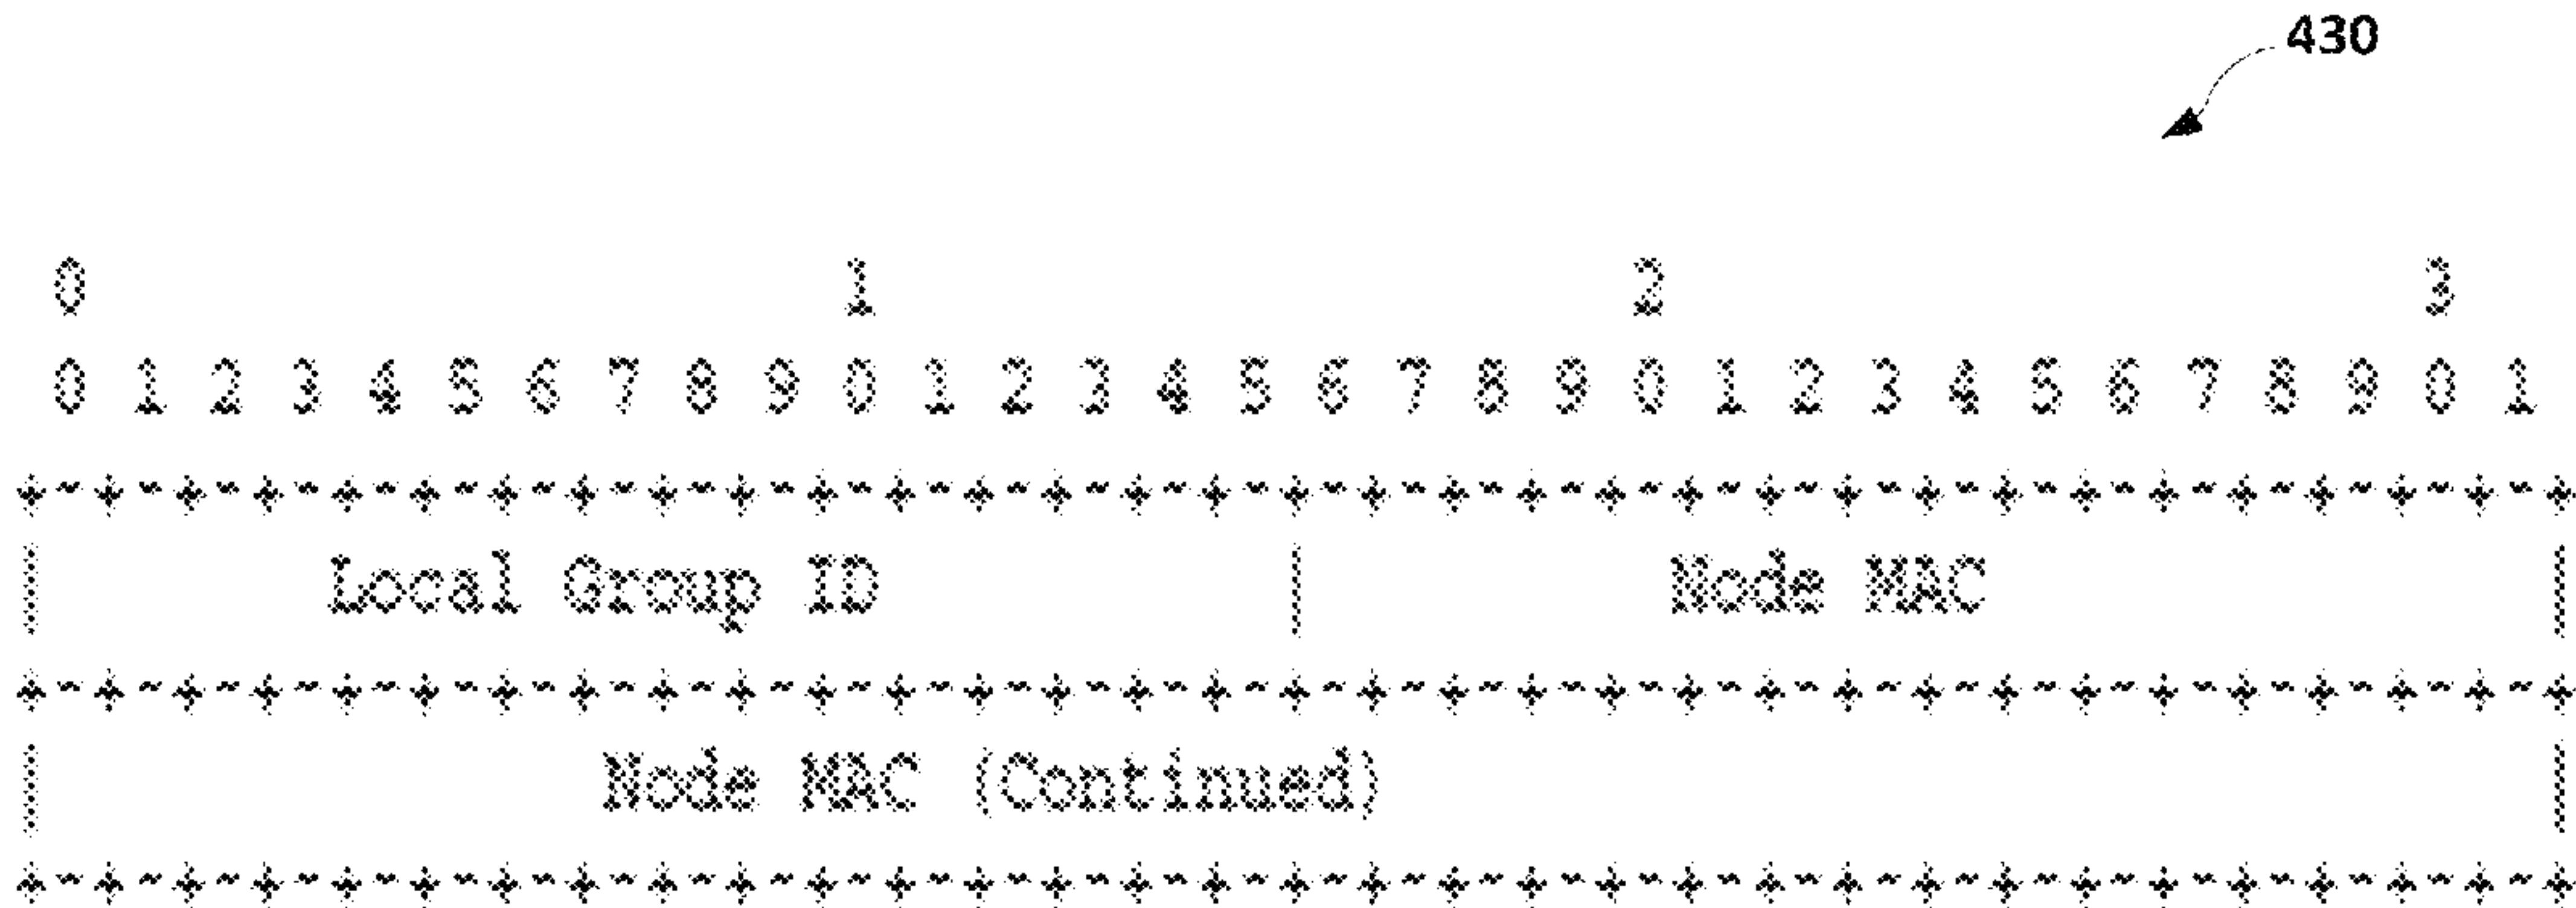 430
0 1 2 3
0 1 2 3 4 5 6 7 8 9 0 1 2 3 4 5 6 7 8 9 0 1 2 3 4 5 6 7 8 9 0 1
+-+-+-+-+-+-+-+-+-+-+-+-+-+-+-+-+-+-+-+-+-+-+-+-+-+-+-+-+-+-+-+-+
| Local Group ID | Node MAC |
+-+-+-+-+-+-+-+-+-+-+-+-+-+-+-+-+-+-+-+-+-+-+-+-+-+-+-+-+-+-+-+-+
| Node MAC (Continued) |
+-+-+-+-+-+-+-+-+-+-+-+-+-+-+-+-+-+-+-+-+-+-+-+-+-+-+-+-+-+-+-+-+